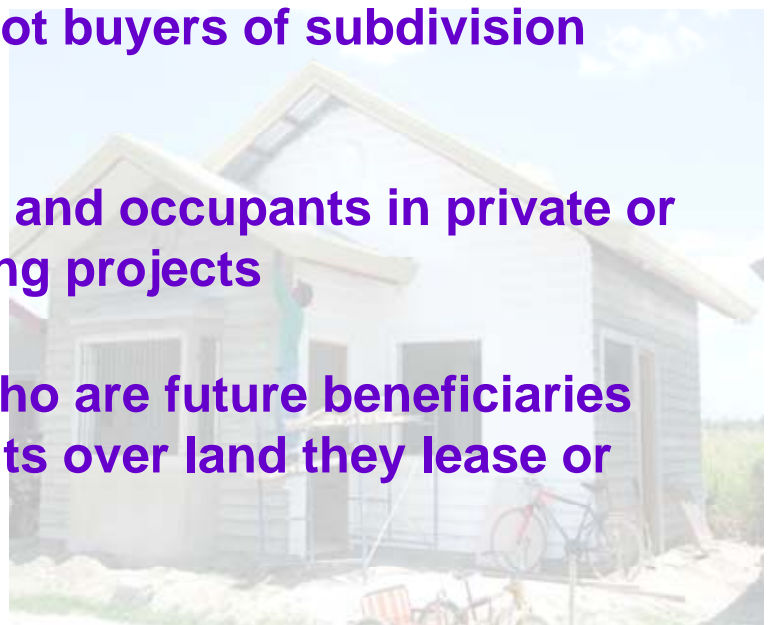 ot buyers of subdivision
and occupants in private or
ng projects
ho are future beneficiaries
ts over land they lease or